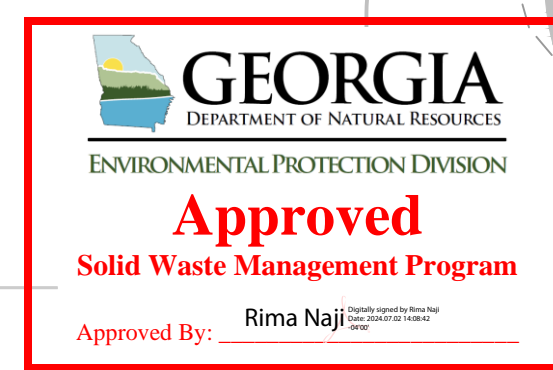 GEORGIA
DEPARTMENT OF NATURAL RESOURCES
ENVIRONMENTAL PROTECTION DIVISION
Approved
Solid Waste Management Program
Approved By: Rima Naji
Digitally signed by Rima Naji
Date: 2024.07.02 14:08:42
-04'00'